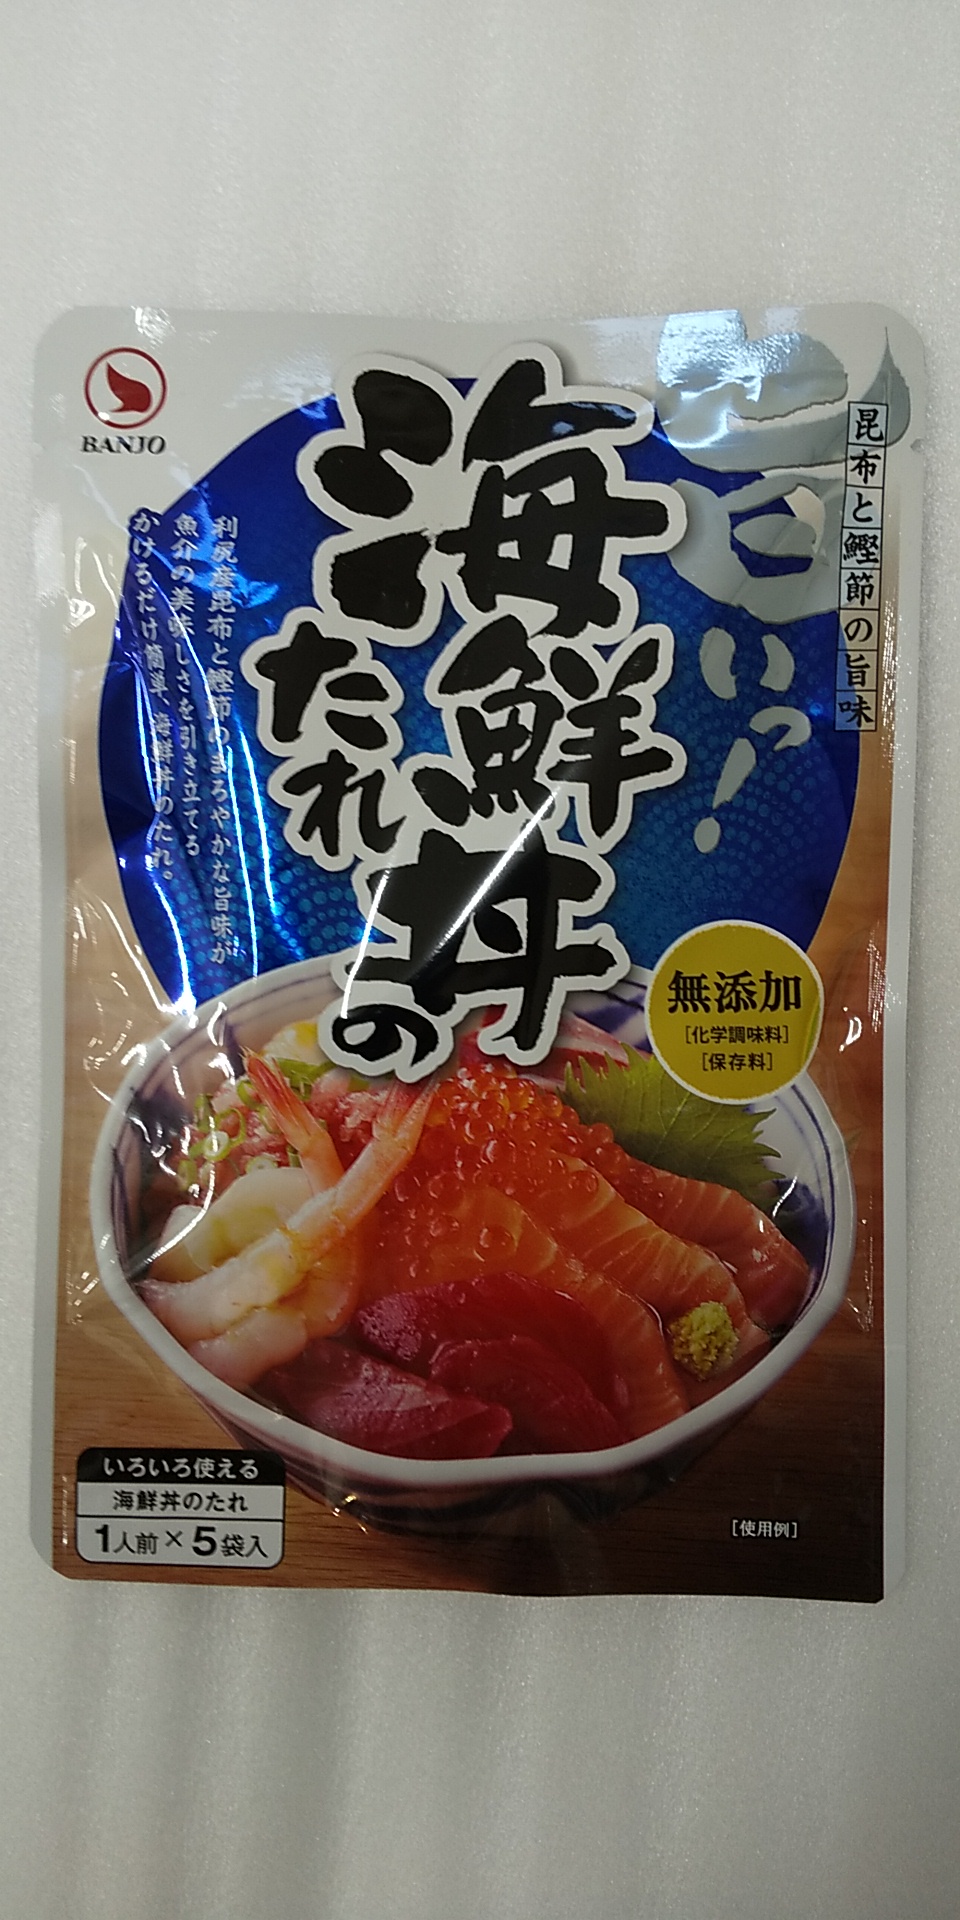 BANJO
昆布と鰹節の旨味
海鮮丼の
たれ
利尻産昆布と鰹節のまろやかな旨味が
魚介の美味しさを引き立てる
かけるだけ簡単、海鮮丼のたれ。
無添加
[化学調味料]
[保存料]
いろいろ使える
海鮮丼のたれ
1人前×5袋入
[使用例]